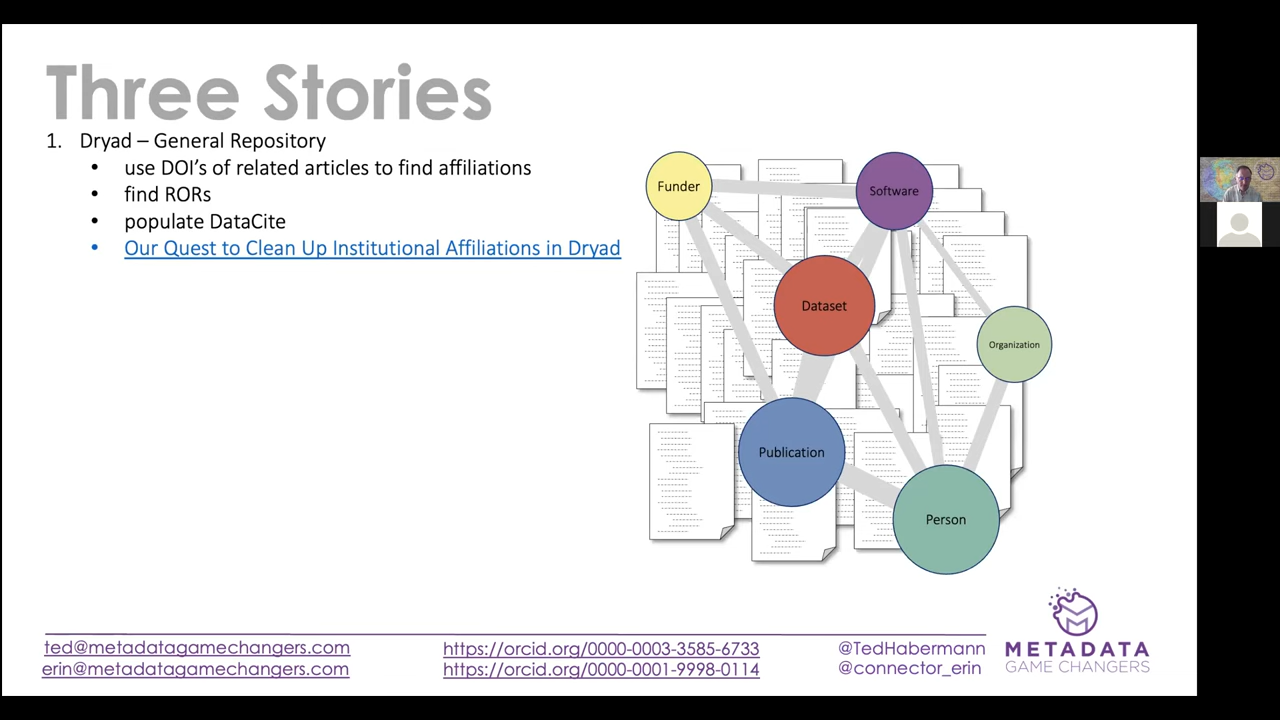 Three Stories
1. Dryad – General Repository
• use DOI's of related articles to find affiliations
• find RORs
• populate DataCite
• Our Quest to Clean Up Institutional Affiliations in Dryad
Funder
Software
Dataset
Organization
Publication
Person
ted@metadatagamechangers.com
erin@metadatagamechangers.com
https://orcid.org/0000-0003-3585-6733
https://orcid.org/0000-0001-9998-0114
@TedHabermann
@connector_erin
METADATA
GAME CHANGERS